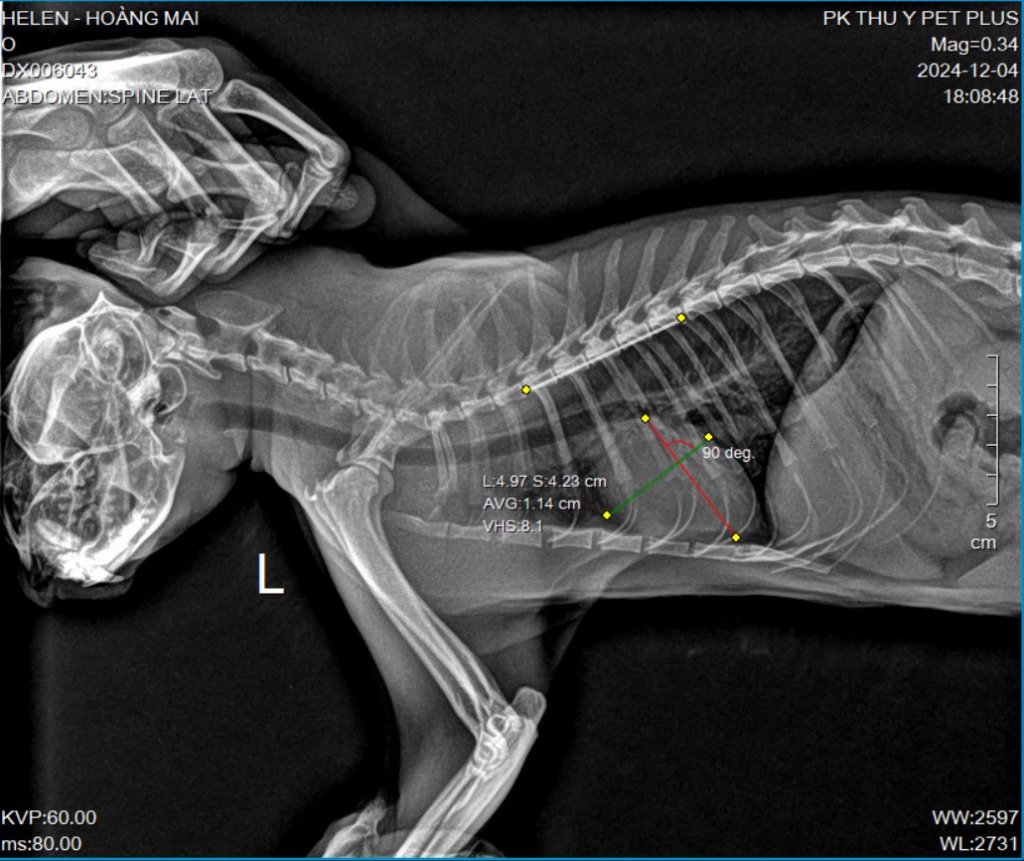 HELEN - HOÀNG MAI
O
DX006043
ABDOMEN:SPINE LAT
PK THU Y PET PLUS
Mag=0.34
2024-12-04
18:08:48
90 deg.
L:4.97 S:4.23 cm
AVG:1.14 cm
VHS:8.1
5
cm
L
KVP:60.00
ms:80.00
WW:2597
WL:2731